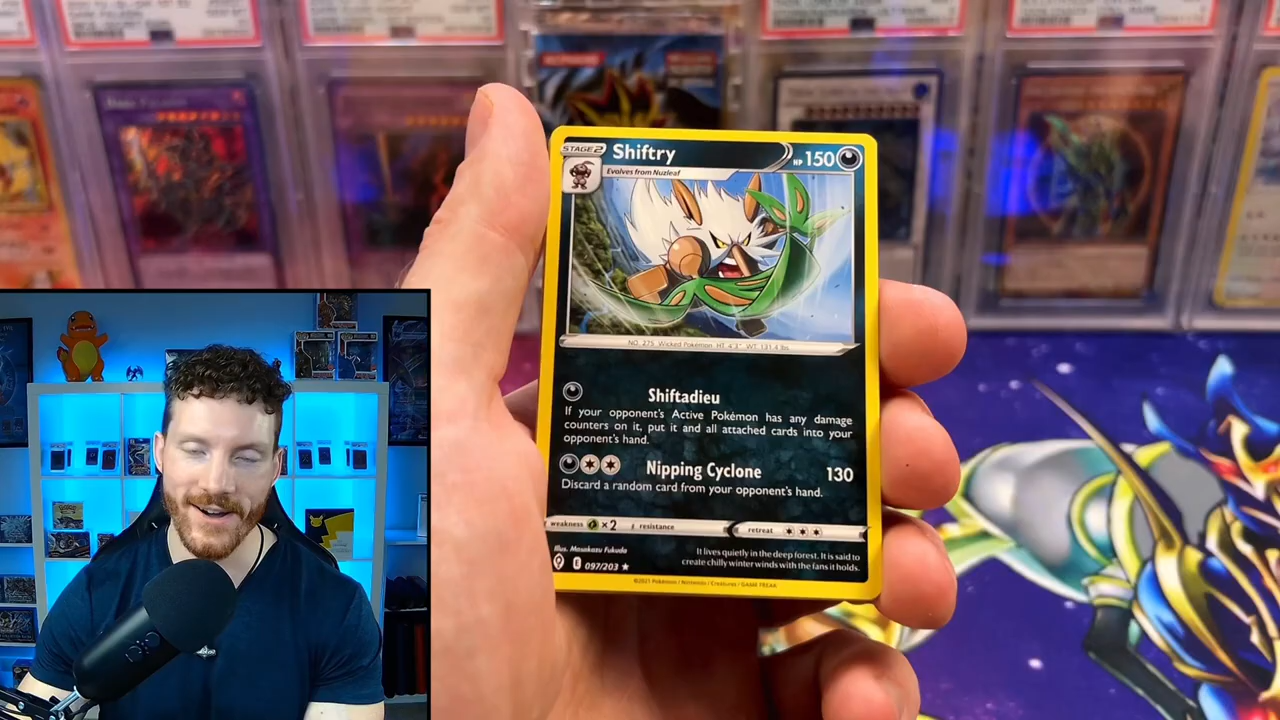 STAGE 2
Shiftry
HP 150
Evolves from Nuzleaf
NO. 275 Wicked Pokémon HT. 4'3" WT. 131.4 lbs
Shiftadieu
If your opponent's Active Pokémon has any damage
counters on it, put it and all attached cards into your
opponent's hand.
Nipping Cyclone 130
Discard a random card from your opponent's hand.
weakness ×2 resistance retreat
Illus. Masakazu Fukuda
It lives quietly in the deep forest. It is said to
create chilly winter winds with the fans it holds.
E 097/203 ★
©2021 Pokémon / Nintendo / Creatures / GAME FREAK